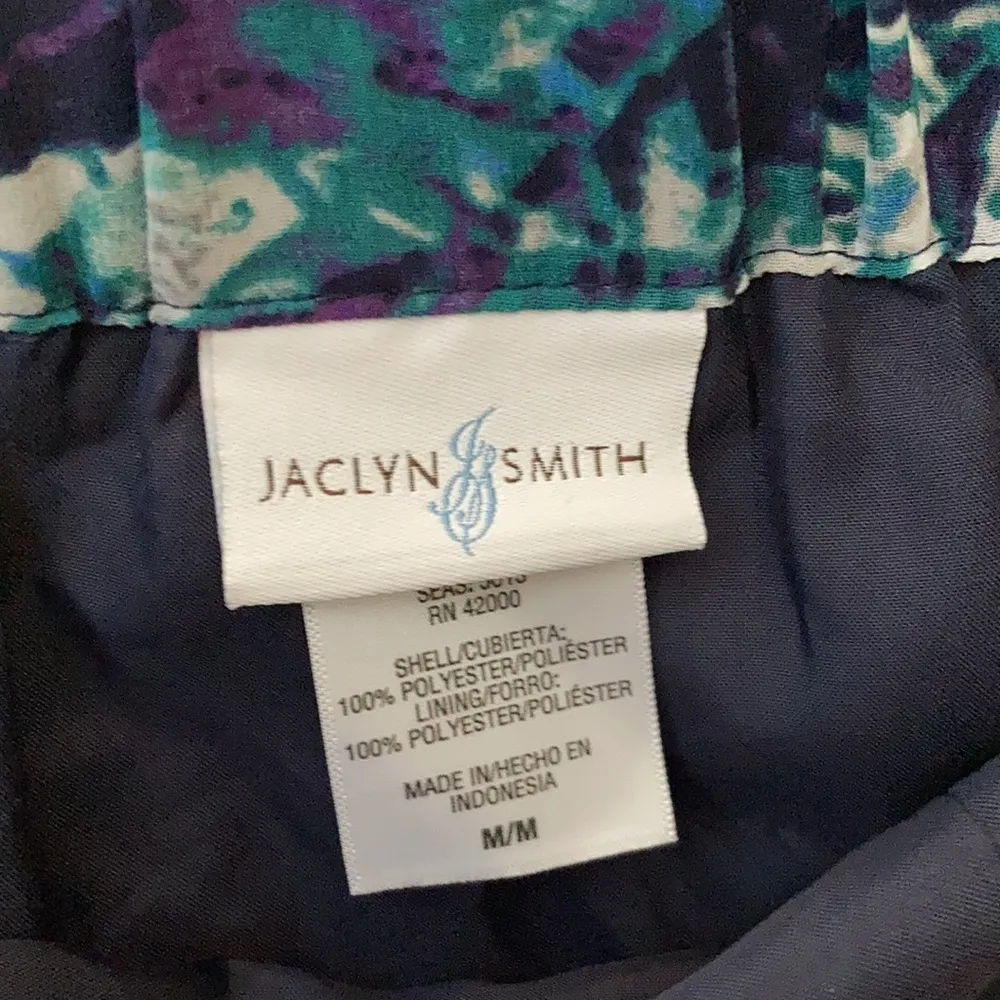 JACLYN SMITH
SEAS:
RN 42000
SHELL/CUBIERTA:
100% POLYESTER/POLIÉSTER
LINING/FORRO:
100% POLYESTER/POLIÉSTER
MADE IN/HECHO EN
INDONESIA
M/M